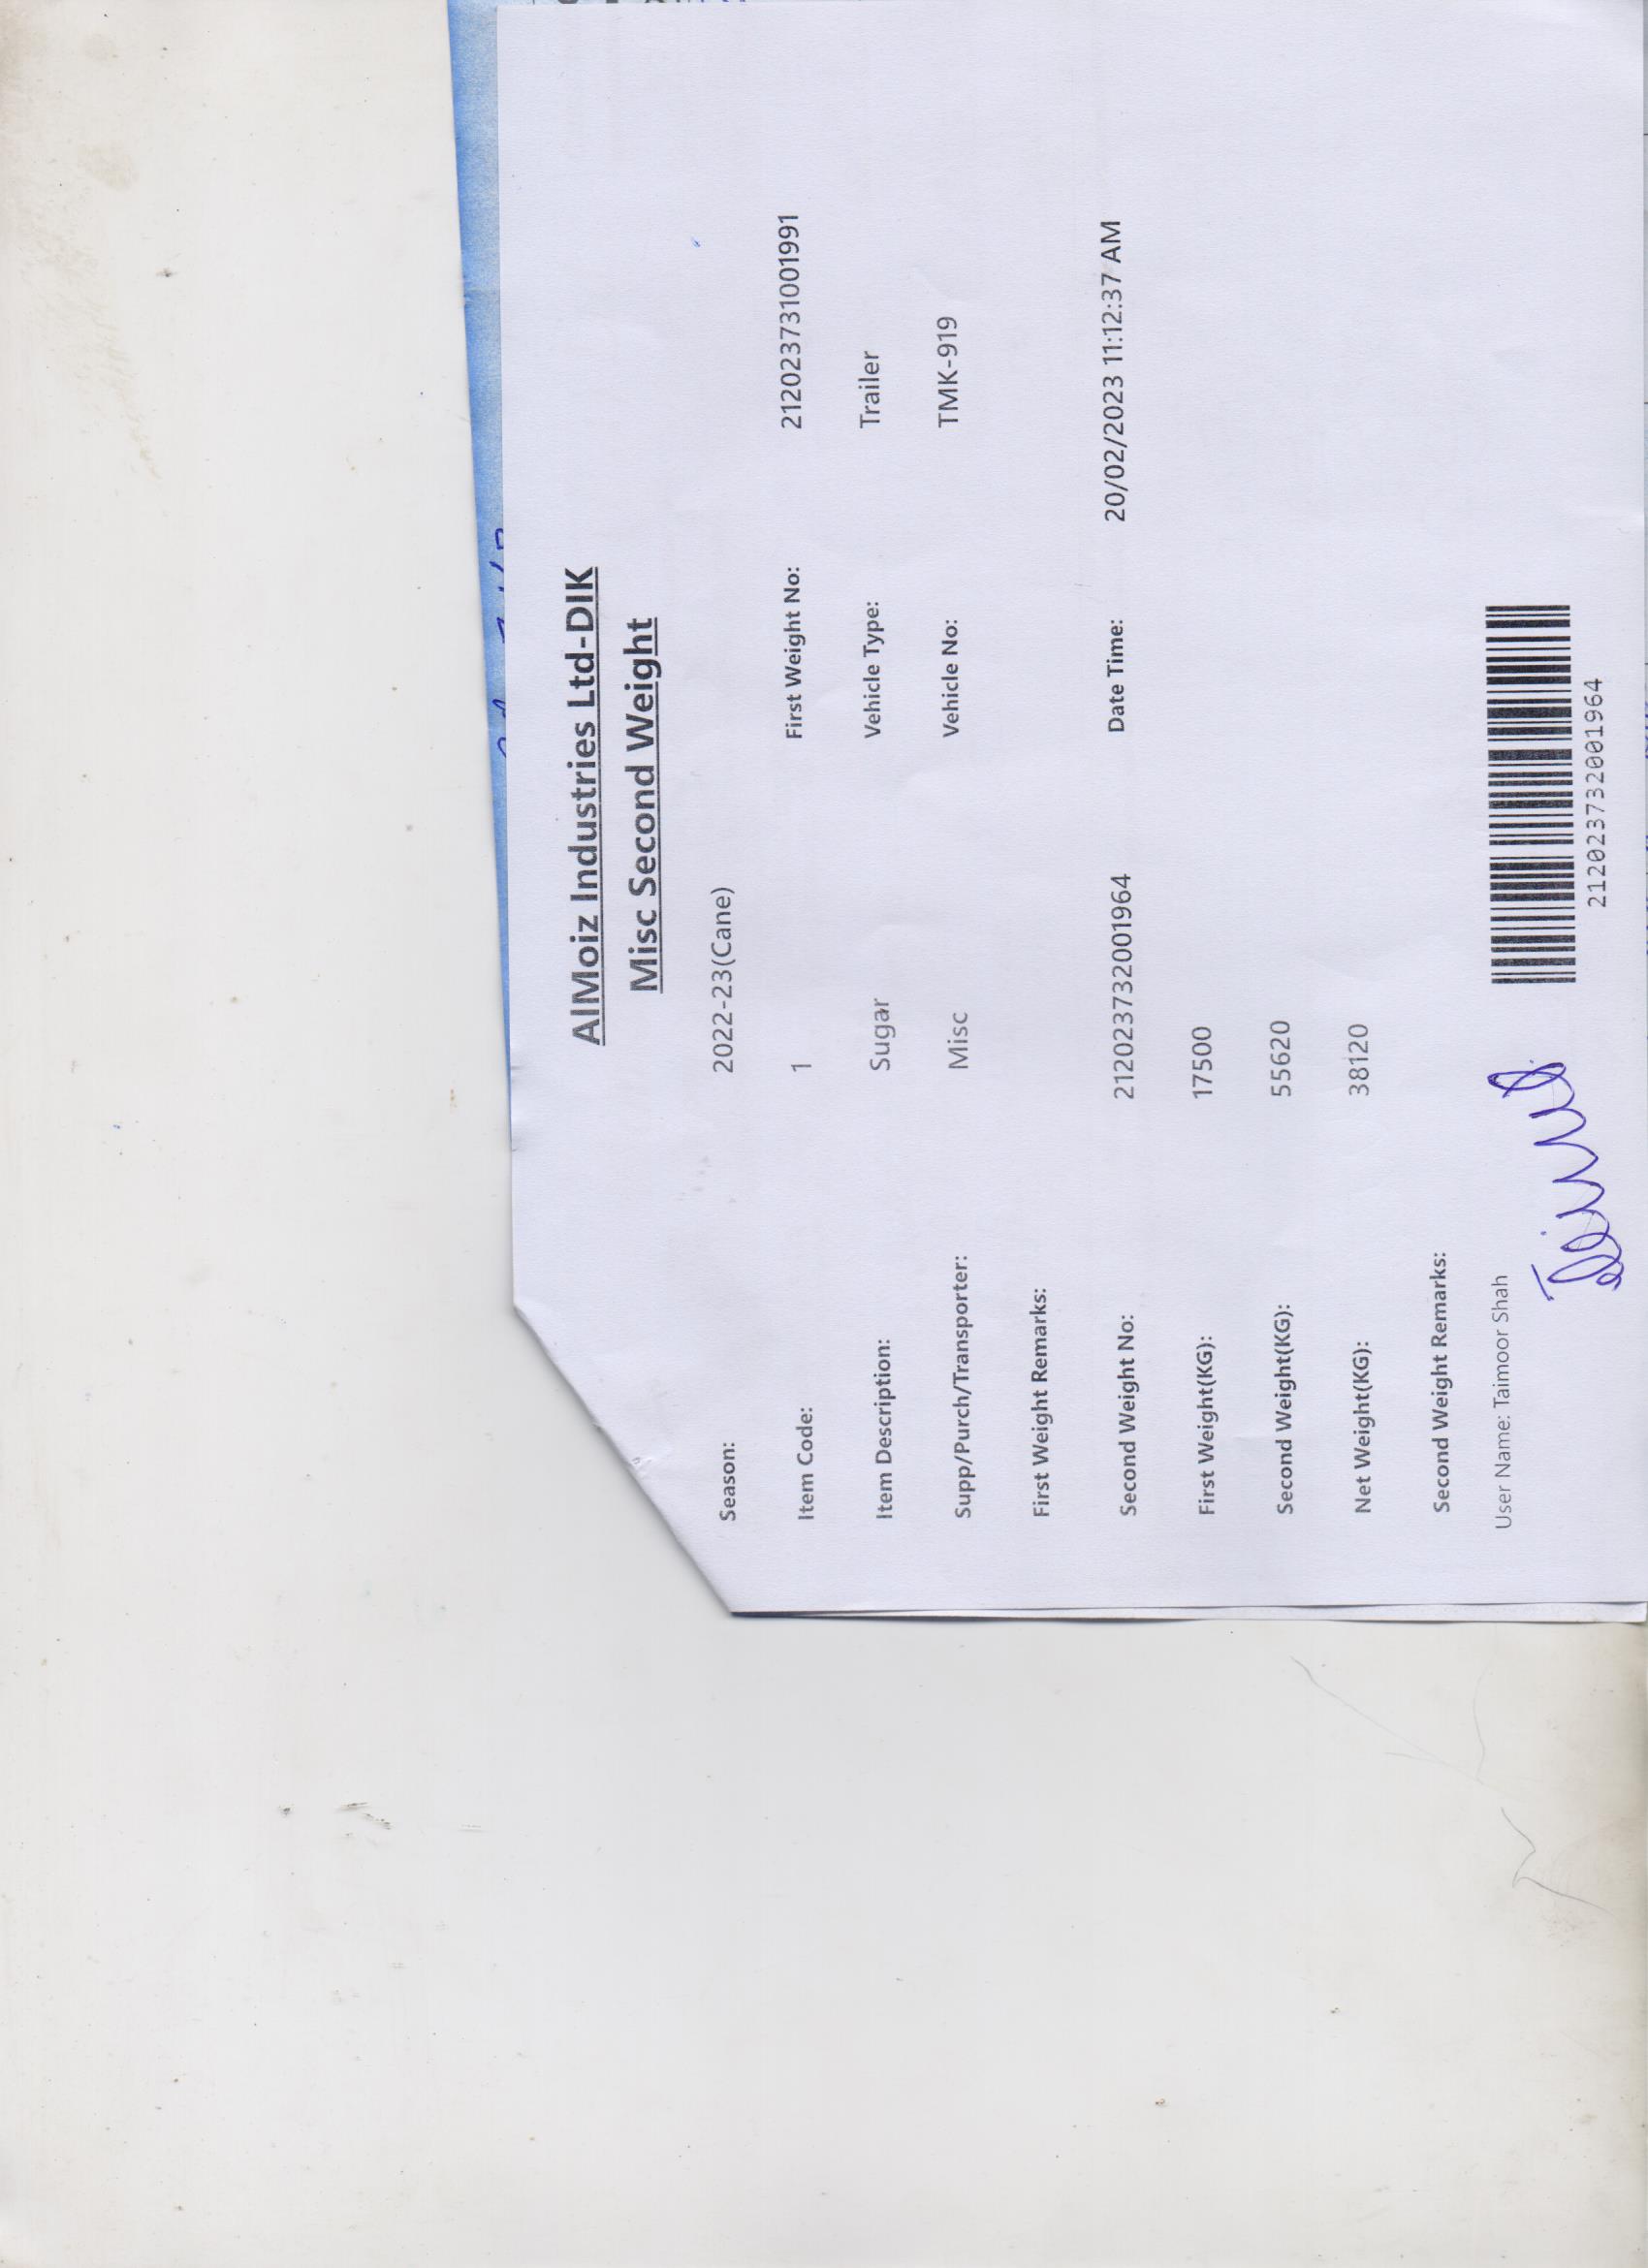 AlMoiz Industries Ltd-DIK
Misc Second Weight
Season: 2022-23(Cane)
Item Code: 1 First Weight No: 2120237310019​91
Item Description: Sugar Vehicle Type: Trailer
Supp/Purch/Transporter: Misc Vehicle No: TMK-919
First Weight Remarks:
Second Weight No: 212023732001964 Date Time: 20/02/2023 11:12:37 AM
First Weight(KG): 17500
Second Weight(KG): 55620
Net Weight(KG): 38120
Second Weight Remarks:
User Name: Taimoor Shah
212023732001964